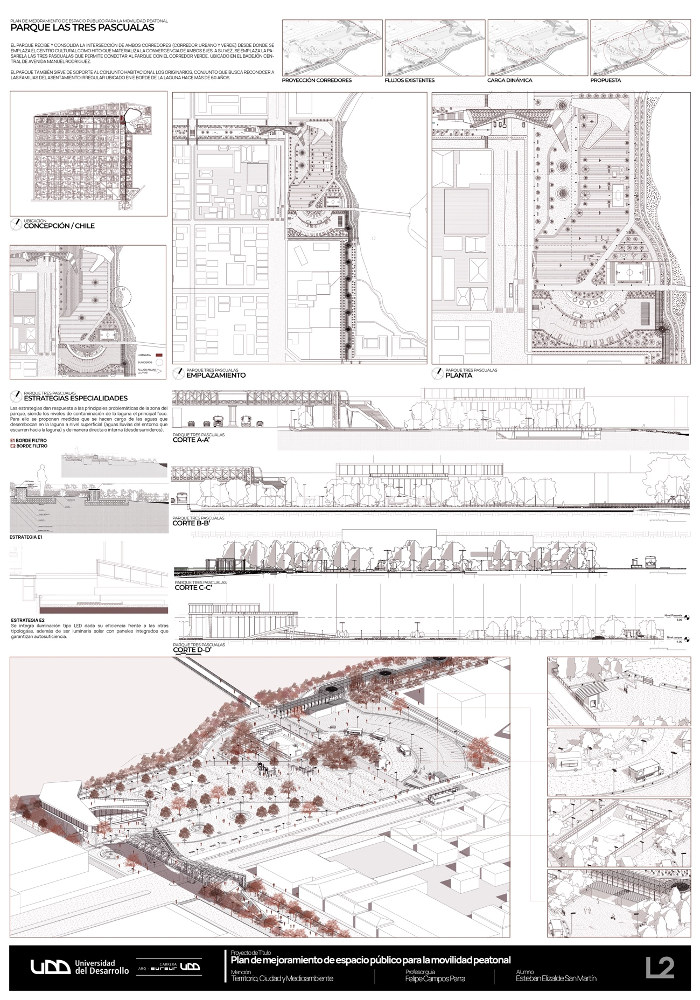 PLAN DE MEJORAMIENTO DE ESPACIO PÚBLICO PARA LA MOVILIDAD PEATONAL
PARQUE LAS TRES PASCUALAS
EL PARQUE RECIBE Y CONSOLIDA LA INTERSECCIÓN DE AMBOS CORREDORES (CORREDOR URBANO Y VERDE) DESDE DONDE SE
EMPLAZA EL CENTRO CULTURAL COMO HITO QUE MATERIALIZA LA CONVERGENCIA DE AMBOS EJES. A SU VEZ, SE EMPLAZA LA PA-
SARELA LAS TRES PASCUALAS QUE PERMITE CONECTAR AL PARQUE CON EL CORREDOR VERDE, UBICADO EN EL BADEJÓN CEN-
TRAL DE AVENIDA MANUEL RODRIGUEZ.
EL PARQUE TAMBIÉN SIRVE DE SOPORTE AL CONJUNTO HABITACIONAL LOS ORIGINARIOS, CONJUNTO QUE BUSCA RECONOCER A
LAS FAMILIAS DEL ASENTAMIENTO IRREGULAR UBICADO EN E BORDE DE LA LAGUNA HACE MÁS DE 60 AÑOS.
PROYECCIÓN CORREDORES
FLUJOS EXISTENTES
CARGA DINÁMICA
PROPUESTA
UBICACIÓN
CONCEPCIÓN / CHILE
E1
LUMINARIA
SUMIDEROS
FLUJOS AGUAS
LLUVIAS
BAJADA AGUAS LLUVIAS DESDE SUMIDERO
PARQUE TRES PASCUALAS
EMPLAZAMIENTO
PARQUE TRES PASCUALAS
PLANTA
PARQUE TRES PASCUALAS
ESTRATEGIAS ESPECIALIDADES
Las estrategias dan respuesta a las principales problemáticas de la zona del
parque, siendo los niveles de contaminación de la laguna el principal foco.
Para ello se proponen medidas que se hacen cargo de las aguas que
desembocan en la laguna a nivel superficial (aguas lluvias del entorno que
escurren hacia la laguna) y de manera directa o interna (desde sumideros).
E1 BORDE FILTRO
E2 BORDE FILTRO
ESTRATEGIA E1
ESTRATEGIA E2
Se integra iluminación tipo LED dada su eficiencia frente a las otras
tipologáas, además de ser luminaria solar con paneles integrados que
garantizan autosuficiencia.
PARQUE TRES PASCUALAS
CORTE A-A'
PARQUE TRES PASCUALAS
CORTE B-B'
PARQUE TRES PASCUALAS
CORTE C-C'
Nivel Pasarela
6.00
Nivel parque
-1.00
PARQUE TRES PASCUALAS
CORTE D-D'
UDD
Universidad
del Desarrollo
CARRERA
ARQ - sursur UDD
Proyecto de Título
Plan de mejoramiento de espacio público para la movilidad peatonal
Mención
Territorio, Ciudad y Medioambiente
Profesor guía
Felipe Campos Parra
Alumno
Esteban Elizalde San Martín
L2